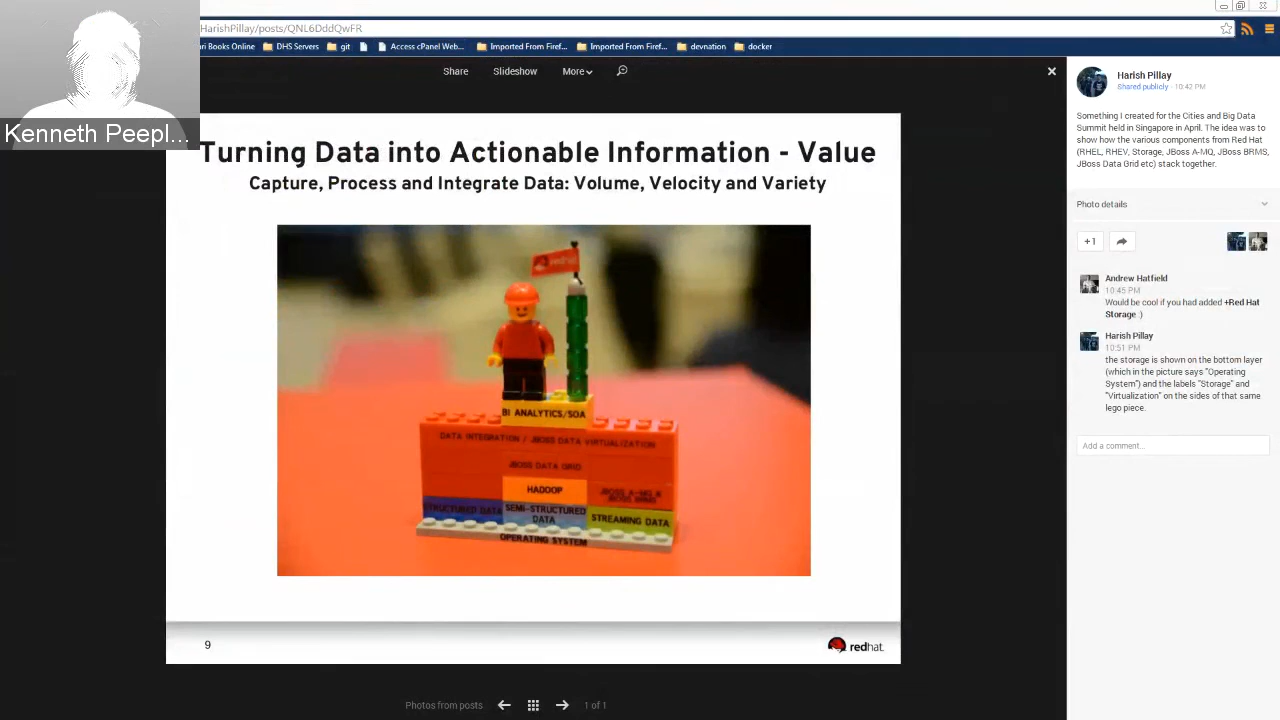 HarishPillay/posts/QNL6DddQwFR
ari Books Online
DHS Servers
git
Access cPanel Web...
Imported From Firef...
Imported From Firef...
devnation
docker
Kenneth Peepl...
Share
Slideshow
More
Turning Data into Actionable Information - Value
Capture, Process and Integrate Data: Volume, Velocity and Variety
redhat
BI ANALYTICS/SOA
DATA INTEGRATION / JBOSS DATA VIRTUALIZATION
JBOSS DATA GRID
HADOOP
JBOSS A-MQ &
JBOSS BRMS
STRUCTURED DATA
SEMI-STRUCTURED
DATA
STREAMING DATA
OPERATING SYSTEM
9
redhat.
Photos from posts
1 of 1
Harish Pillay
Shared publicly - 10:42 PM
Something I created for the Cities and Big Data
Summit held in Singapore in April. The idea was to
show how the various components from Red Hat
(RHEL, RHEV, Storage, JBoss A-MQ, JBoss BRMS,
JBoss Data Grid etc) stack together.
Photo details
+1
Andrew Hatfield
10:45 PM
Would be cool if you had added +Red Hat
Storage :)
Harish Pillay
10:51 PM
the storage is shown on the bottom layer
(which in the picture says "Operating
System") and the labels "Storage" and
"Virtualization" on the sides of that same
lego piece.
Add a comment...